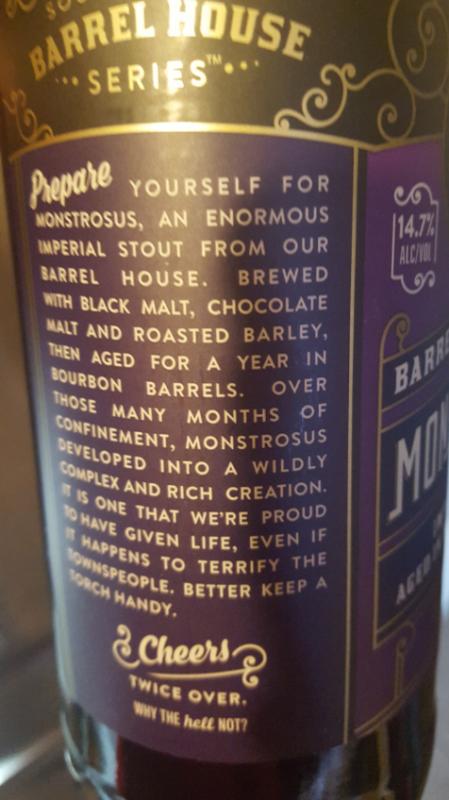 BARREL HOUSE
SERIES™
Prepare YOURSELF FOR
MONSTROSUS, AN ENORMOUS
IMPERIAL STOUT FROM OUR
BARREL HOUSE. BREWED
WITH BLACK MALT, CHOCOLATE
MALT AND ROASTED BARLEY,
THEN AGED FOR A YEAR IN
BOURBON BARRELS. OVER
THOSE MANY MONTHS OF
CONFINEMENT, MONSTROSUS
DEVELOPED INTO A WILDLY
COMPLEX AND RICH CREATION.
IT IS ONE THAT WE'RE PROUD
TO HAVE GIVEN LIFE, EVEN IF
IT HAPPENS TO TERRIFY THE
TOWNSPEOPLE. BETTER KEEP A
TORCH HANDY.
Cheers
TWICE OVER.
WHY THE hell NOT?
14.7%
ALC/VOL
BARRE
MON
AGED